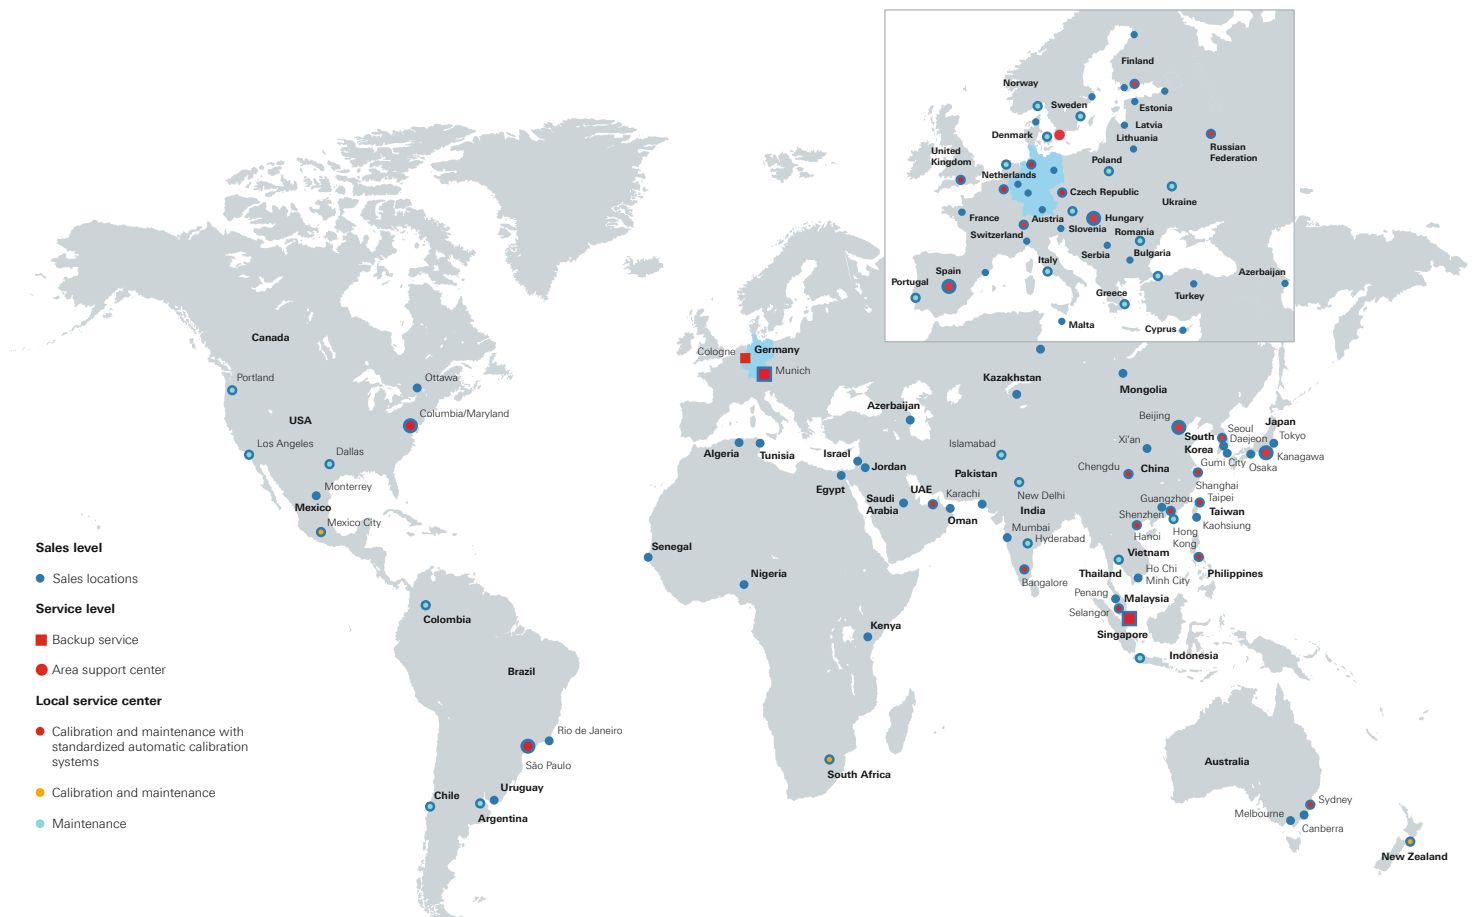 Finland
Norway
Sweden
Estonia
Denmark
Latvia
Lithuania
Russian
Federation
United
Kingdom
Poland
Netherlands
Czech Republic
Ukraine
France
Austria
Hungary
Switzerland
Slovenia
Romania
Serbia
Bulgaria
Italy
Spain
Portugal
Azerbaijan
Greece
Turkey
Malta
Cyprus
Canada
Portland
Ottawa
USA
Columbia/Maryland
Los Angeles
Dallas
Monterrey
Mexico
Mexico City
Cologne
Germany
Munich
Kazakhstan
Mongolia
Azerbaijan
Algeria
Tunisia
Israel
Jordan
Egypt
Saudi
Arabia
UAE
Oman
Islamabad
Pakistan
Karachi
New Delhi
India
Mumbai
Hyderabad
Bangalore
Beijing
Xi'an
Chengdu
China
South
Korea
Seoul
Daejeon
Gumi City
Japan
Tokyo
Kanagawa
Osaka
Shanghai
Guangzhou
Shenzhen
Hong
Kong
Taipei
Taiwan
Kaohsiung
Hanoi
Vietnam
Thailand
Ho Chi
Minh City
Philippines
Penang
Malaysia
Selangor
Singapore
Indonesia
Senegal
Nigeria
Kenya
South Africa
Colombia
Brazil
Rio de Janeiro
São Paulo
Uruguay
Chile
Argentina
Australia
Sydney
Melbourne
Canberra
New Zealand
Sales level
Sales locations
Service level
Backup service
Area support center
Local service center
Calibration and maintenance with
standardized automatic calibration
systems
Calibration and maintenance
Maintenance